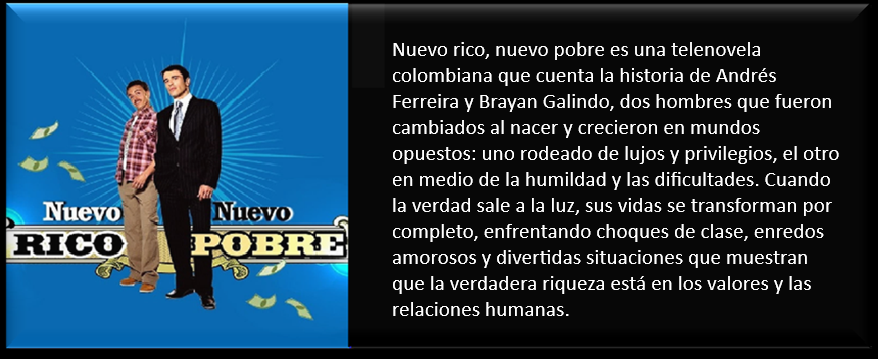 Nuevo Nuevo
RICO POBRE
Nuevo rico, nuevo pobre es una telenovela
colombiana que cuenta la historia de Andrés
Ferreira y Brayan Galindo, dos hombres que fueron
cambiados al nacer y crecieron en mundos
opuestos: uno rodeado de lujos y privilegios, el otro
en medio de la humildad y las dificultades. Cuando
la verdad sale a la luz, sus vidas se transforman por
completo, enfrentando choques de clase, enredos
amorosos y divertidas situaciones que muestran
que la verdadera riqueza está en los valores y las
relaciones humanas.